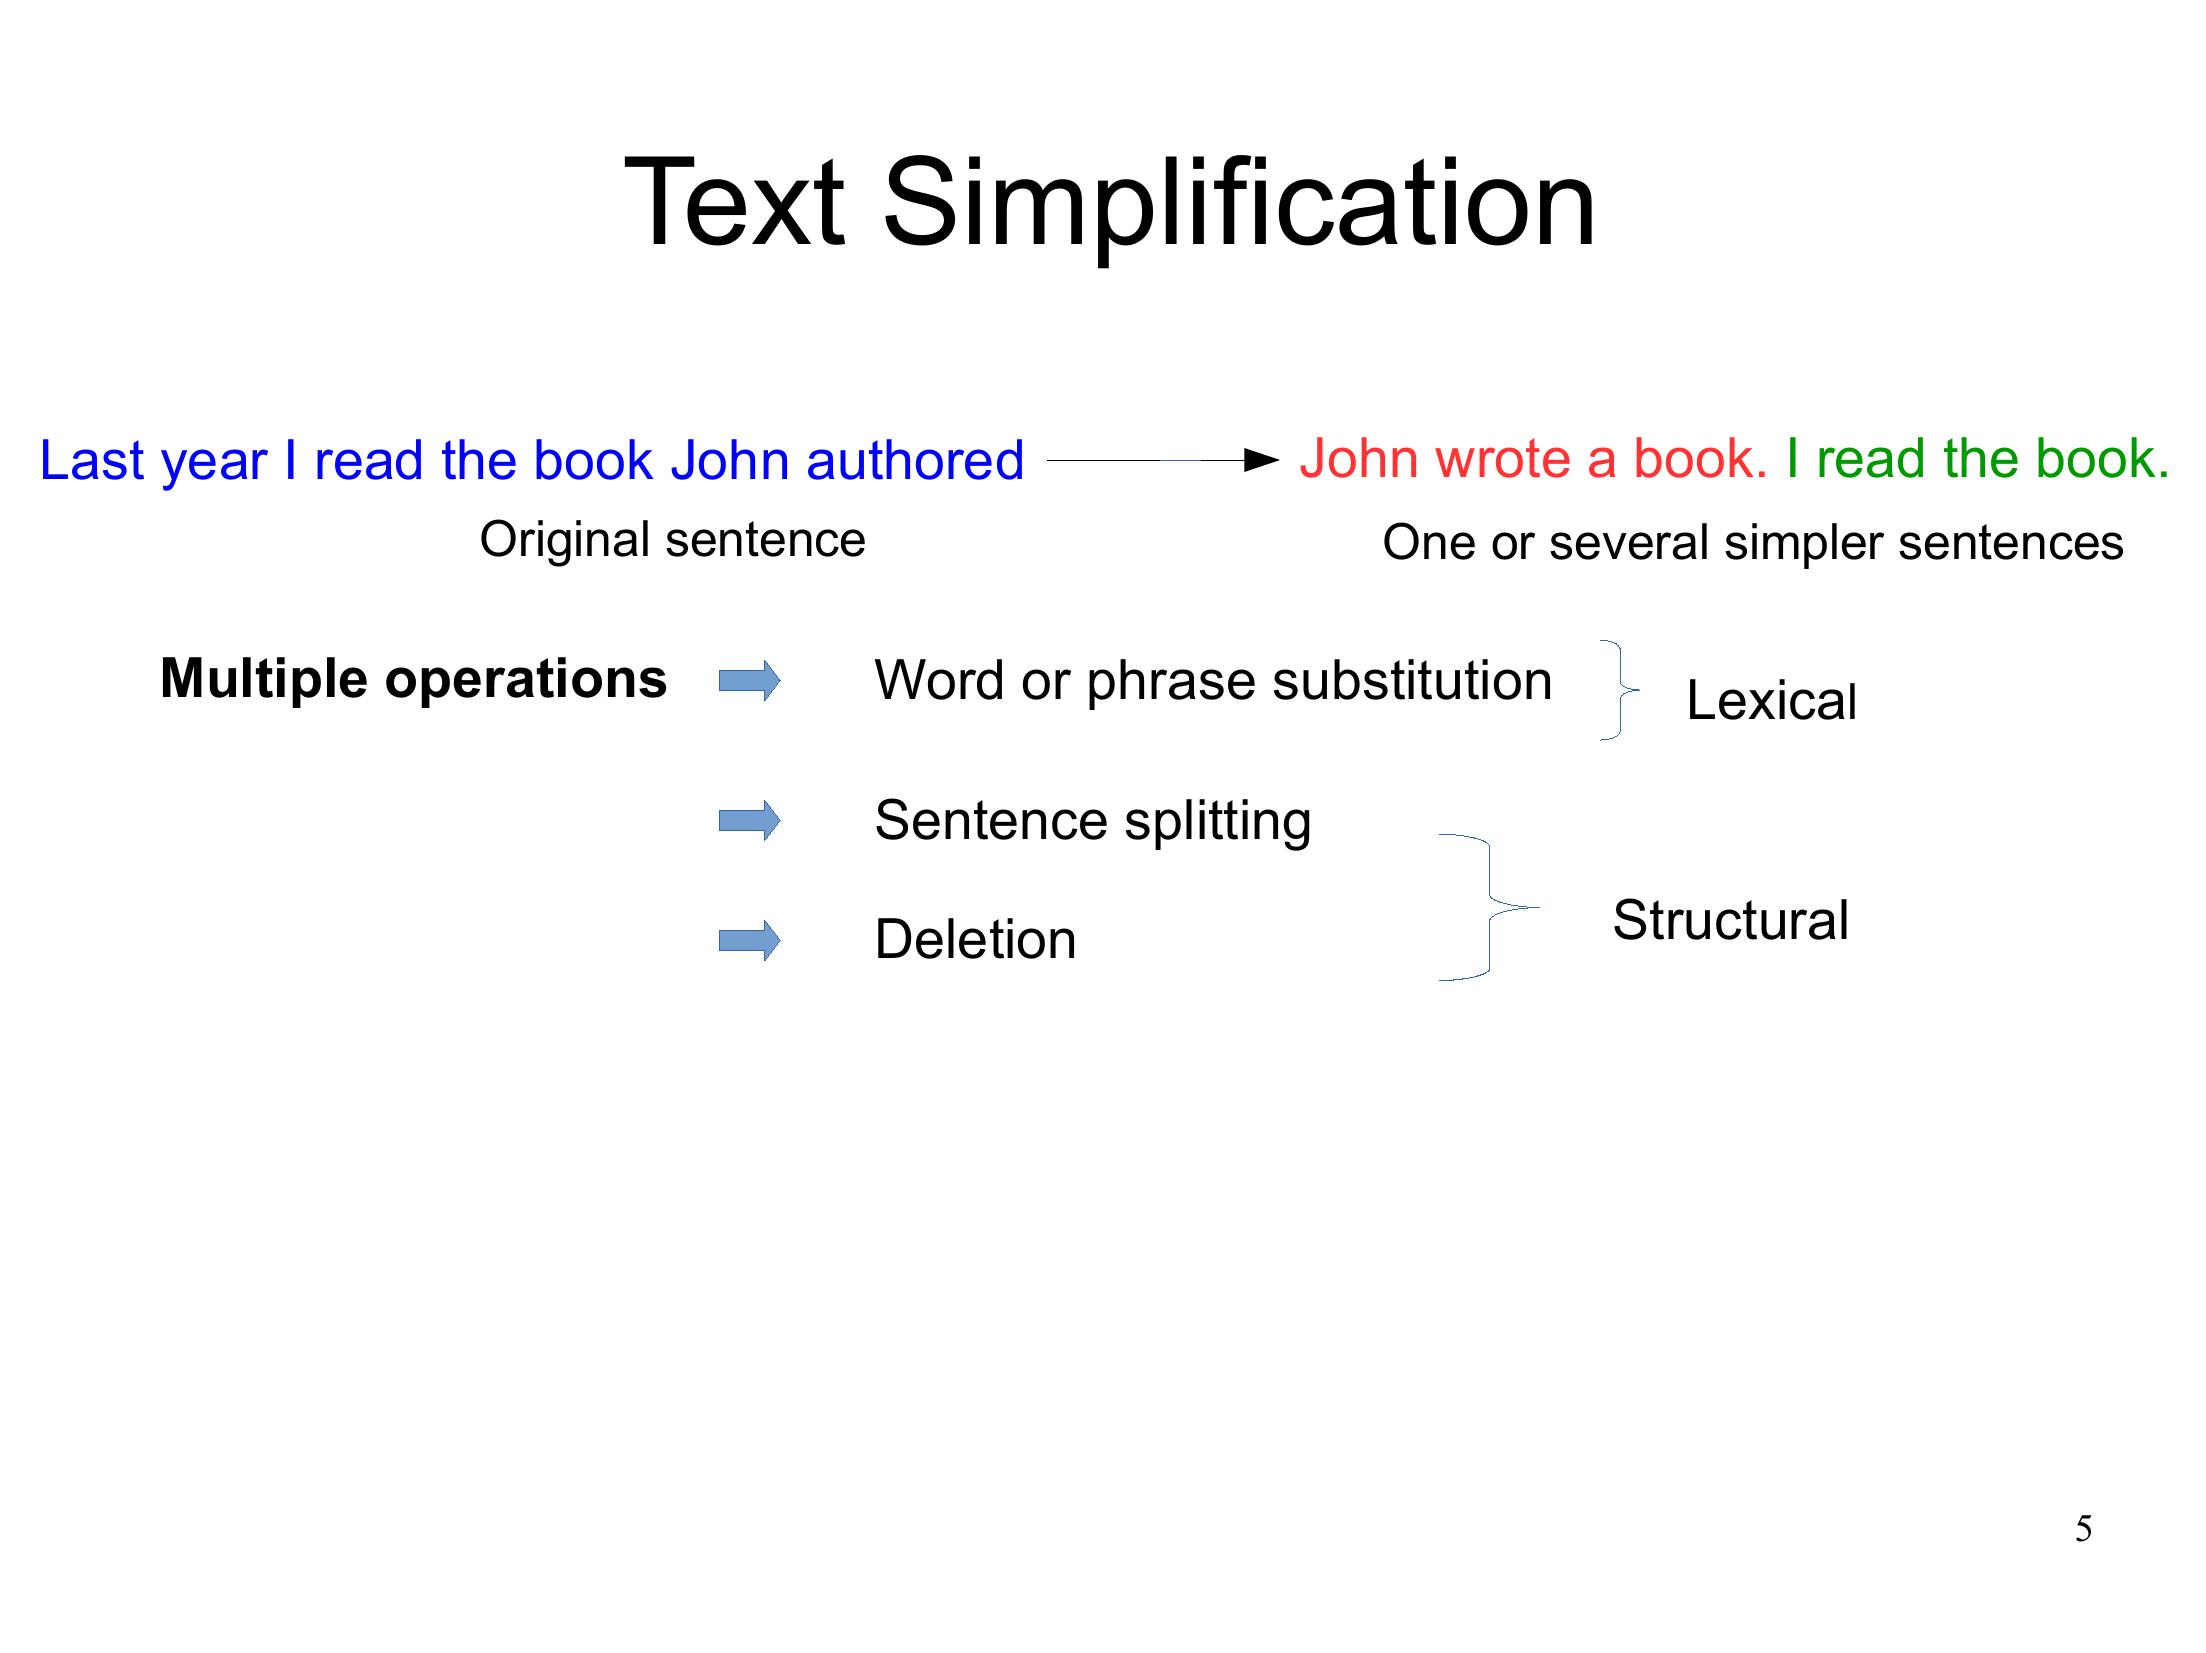 Text Simplification
Last year I read the book John authored
John wrote a book. I read the book.
Original sentence
One or several simpler sentences
Multiple operations
Word or phrase substitution
Lexical
Sentence splitting
Structural
Deletion
5